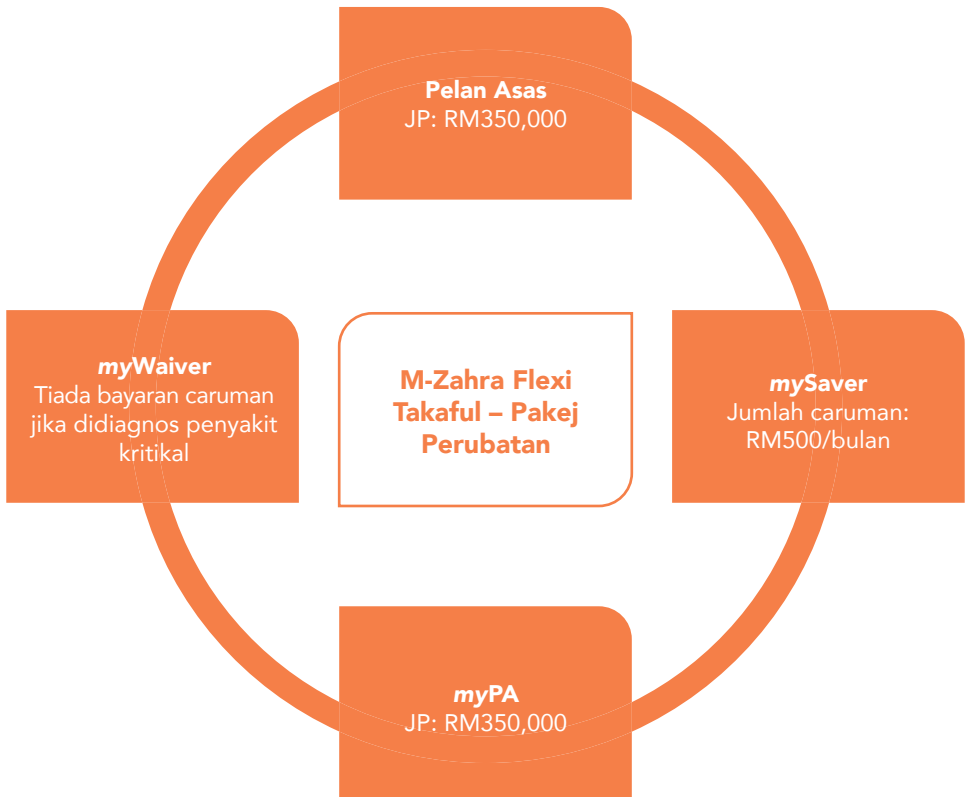 Pelan Asas
JP: RM350,000
myWaiver
Tiada bayaran caruman
jika didiagnos penyakit
kritikal
M-Zahra Flexi
Takaful – Pakej
Perubatan
mySaver
Jumlah caruman:
RM500/bulan
myPA
JP: RM350,000